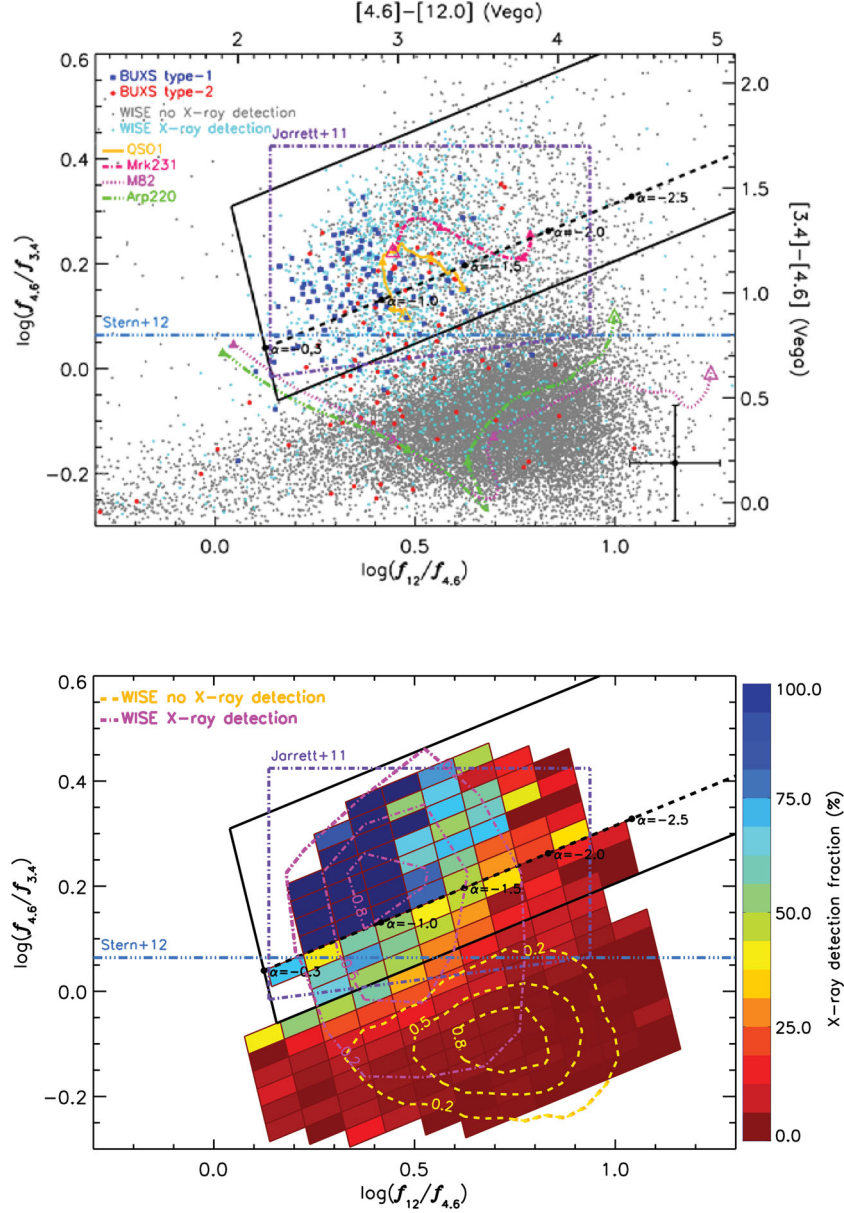 [4.6]−[12.0] (Vega)
2 3 4 5
0.6
0.4
0.2
0.0
−0.2
log(f4.6/f3.4)
BUXS type−1
BUXS type−2
WISE no X−ray detection
WISE X−ray detection
QSO1
Mrk231
M82
Arp220
Jarrett+11
Stern+12
α=−0.3
α=−1.0
α=−1.5
α=−2.0
α=−2.5
2.0
1.5
1.0
0.5
0.0
[3.4]−[4.6] (Vega)
0.0 0.5 1.0
log(f12/f4.6)
0.6
0.4
0.2
0.0
−0.2
log(f4.6/f3.4)
WISE no X−ray detection
WISE X−ray detection
Jarrett+11
Stern+12
α=−0.3
α=−1.0
α=−1.5
α=−2.0
α=−2.5
0.8
0.2
0.2
0.5
0.8
0.2
100.0
75.0
50.0
25.0
0.0
X−ray detection fraction (%)
0.0 0.5 1.0
log(f12/f4.6)